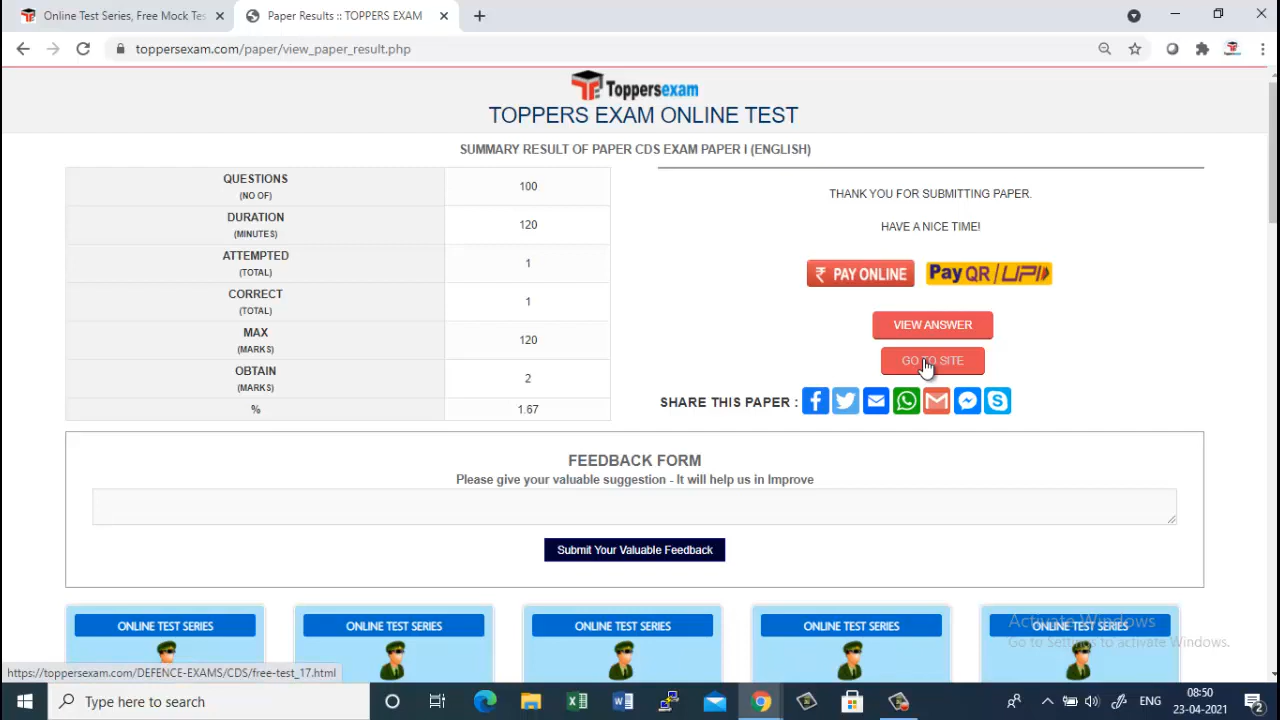 Online Test Series, Free Mock Tes
Paper Results :: TOPPERS EXAM
toppersexam.com/paper/view_paper_result.php
Toppersexam
TOPPERS EXAM ONLINE TEST
SUMMARY RESULT OF PAPER CDS EXAM PAPER I (ENGLISH)
QUESTIONS
(NO OF)
100
DURATION
(MINUTES)
120
ATTEMPTED
(TOTAL)
1
CORRECT
(TOTAL)
1
MAX
(MARKS)
120
OBTAIN
(MARKS)
2
%
1.67
THANK YOU FOR SUBMITTING PAPER.
HAVE A NICE TIME!
₹ PAY ONLINE
Pay QR/UPI
VIEW ANSWER
GO TO SITE
SHARE THIS PAPER :
FEEDBACK FORM
Please give your valuable suggestion - It will help us in Improve
Submit Your Valuable Feedback
ONLINE TEST SERIES
ONLINE TEST SERIES
ONLINE TEST SERIES
ONLINE TEST SERIES
ONLINE TEST SERIES
Activate Windows
Go to Settings to activate Windows.
https://toppersexam.com/DEFENCE-EXAMS/CDS/free-test_17.html
Type here to search
ENG
08:50
23-04-2021
2